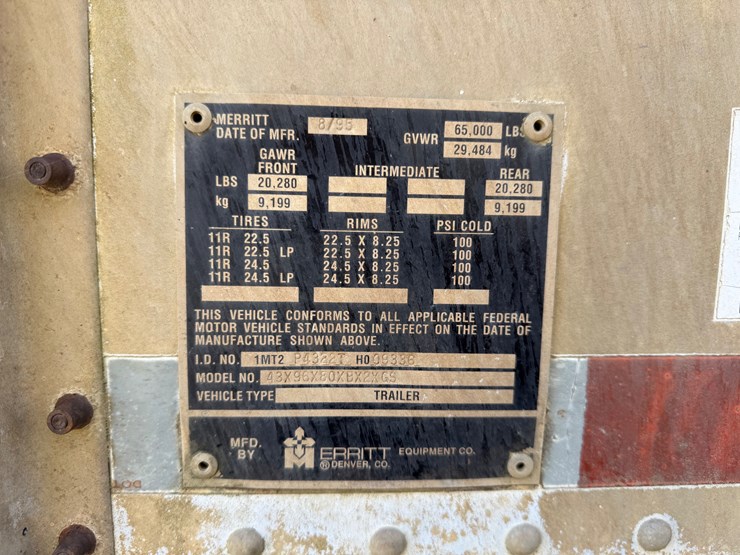 MERRITT
DATE OF MFR. 8/96
GVWR 65,000 LBS
29,484 kg
GAWR
FRONT INTERMEDIATE REAR
LBS 20,280 20,280
kg 9,199 9,199
TIRES RIMS PSI COLD
11R 22.5 22.5 X 8.25 100
11R 22.5 LP 22.5 X 8.25 100
11R 24.5 24.5 X 8.25 100
11R 24.5 LP 24.5 X 8.25 100
THIS VEHICLE CONFORMS TO ALL APPLICABLE FEDERAL
MOTOR VEHICLE STANDARDS IN EFFECT ON THE DATE OF
MANUFACTURE SHOWN ABOVE.
I.D. NO. 1MT2 H0
MODEL NO.
VEHICLE TYPE TRAILER
MFD.
BY
MERRITT EQUIPMENT CO.
® DENVER, CO.
DOT